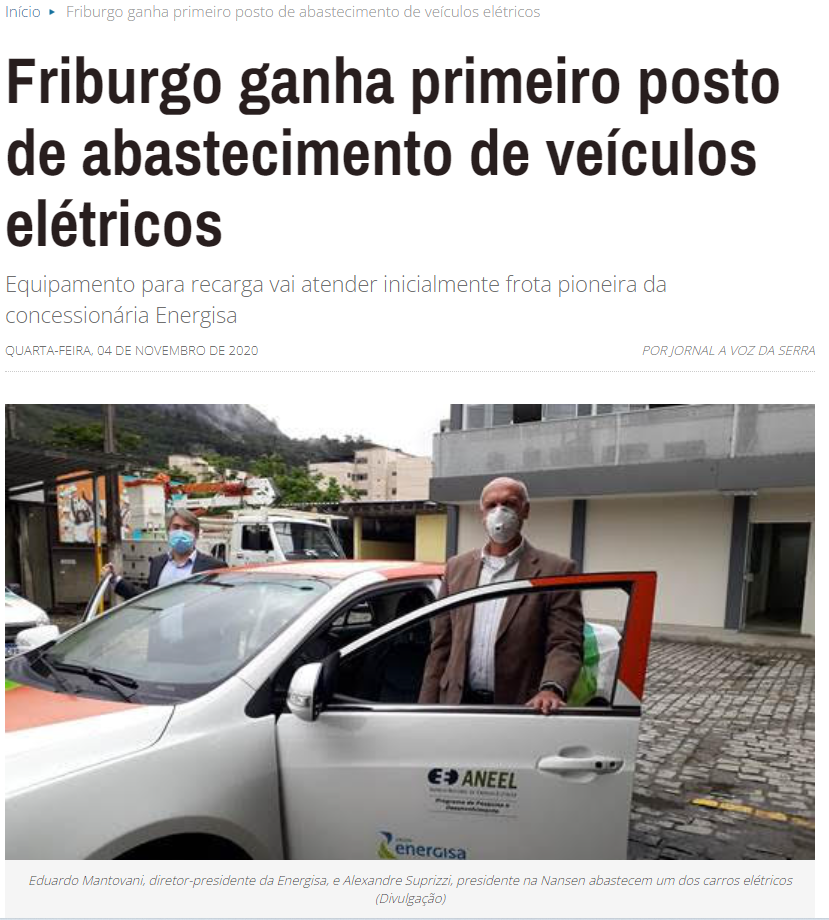 Início ▸ Friburgo ganha primeiro posto de abastecimento de veículos elétricos
Friburgo ganha primeiro posto
de abastecimento de veículos
elétricos
Equipamento para recarga vai atender inicialmente frota pioneira da
concessionária Energisa
QUARTA-FEIRA, 04 DE NOVEMBRO DE 2020
POR JORNAL A VOZ DA SERRA
ANEEL
Programa de Pesquisa e
Desenvolvimento
energisa
Eduardo Mantovani, diretor-presidente da Energisa, e Alexandre Suprizzi, presidente na Nansen abastecem um dos carros elétricos
(Divulgação)